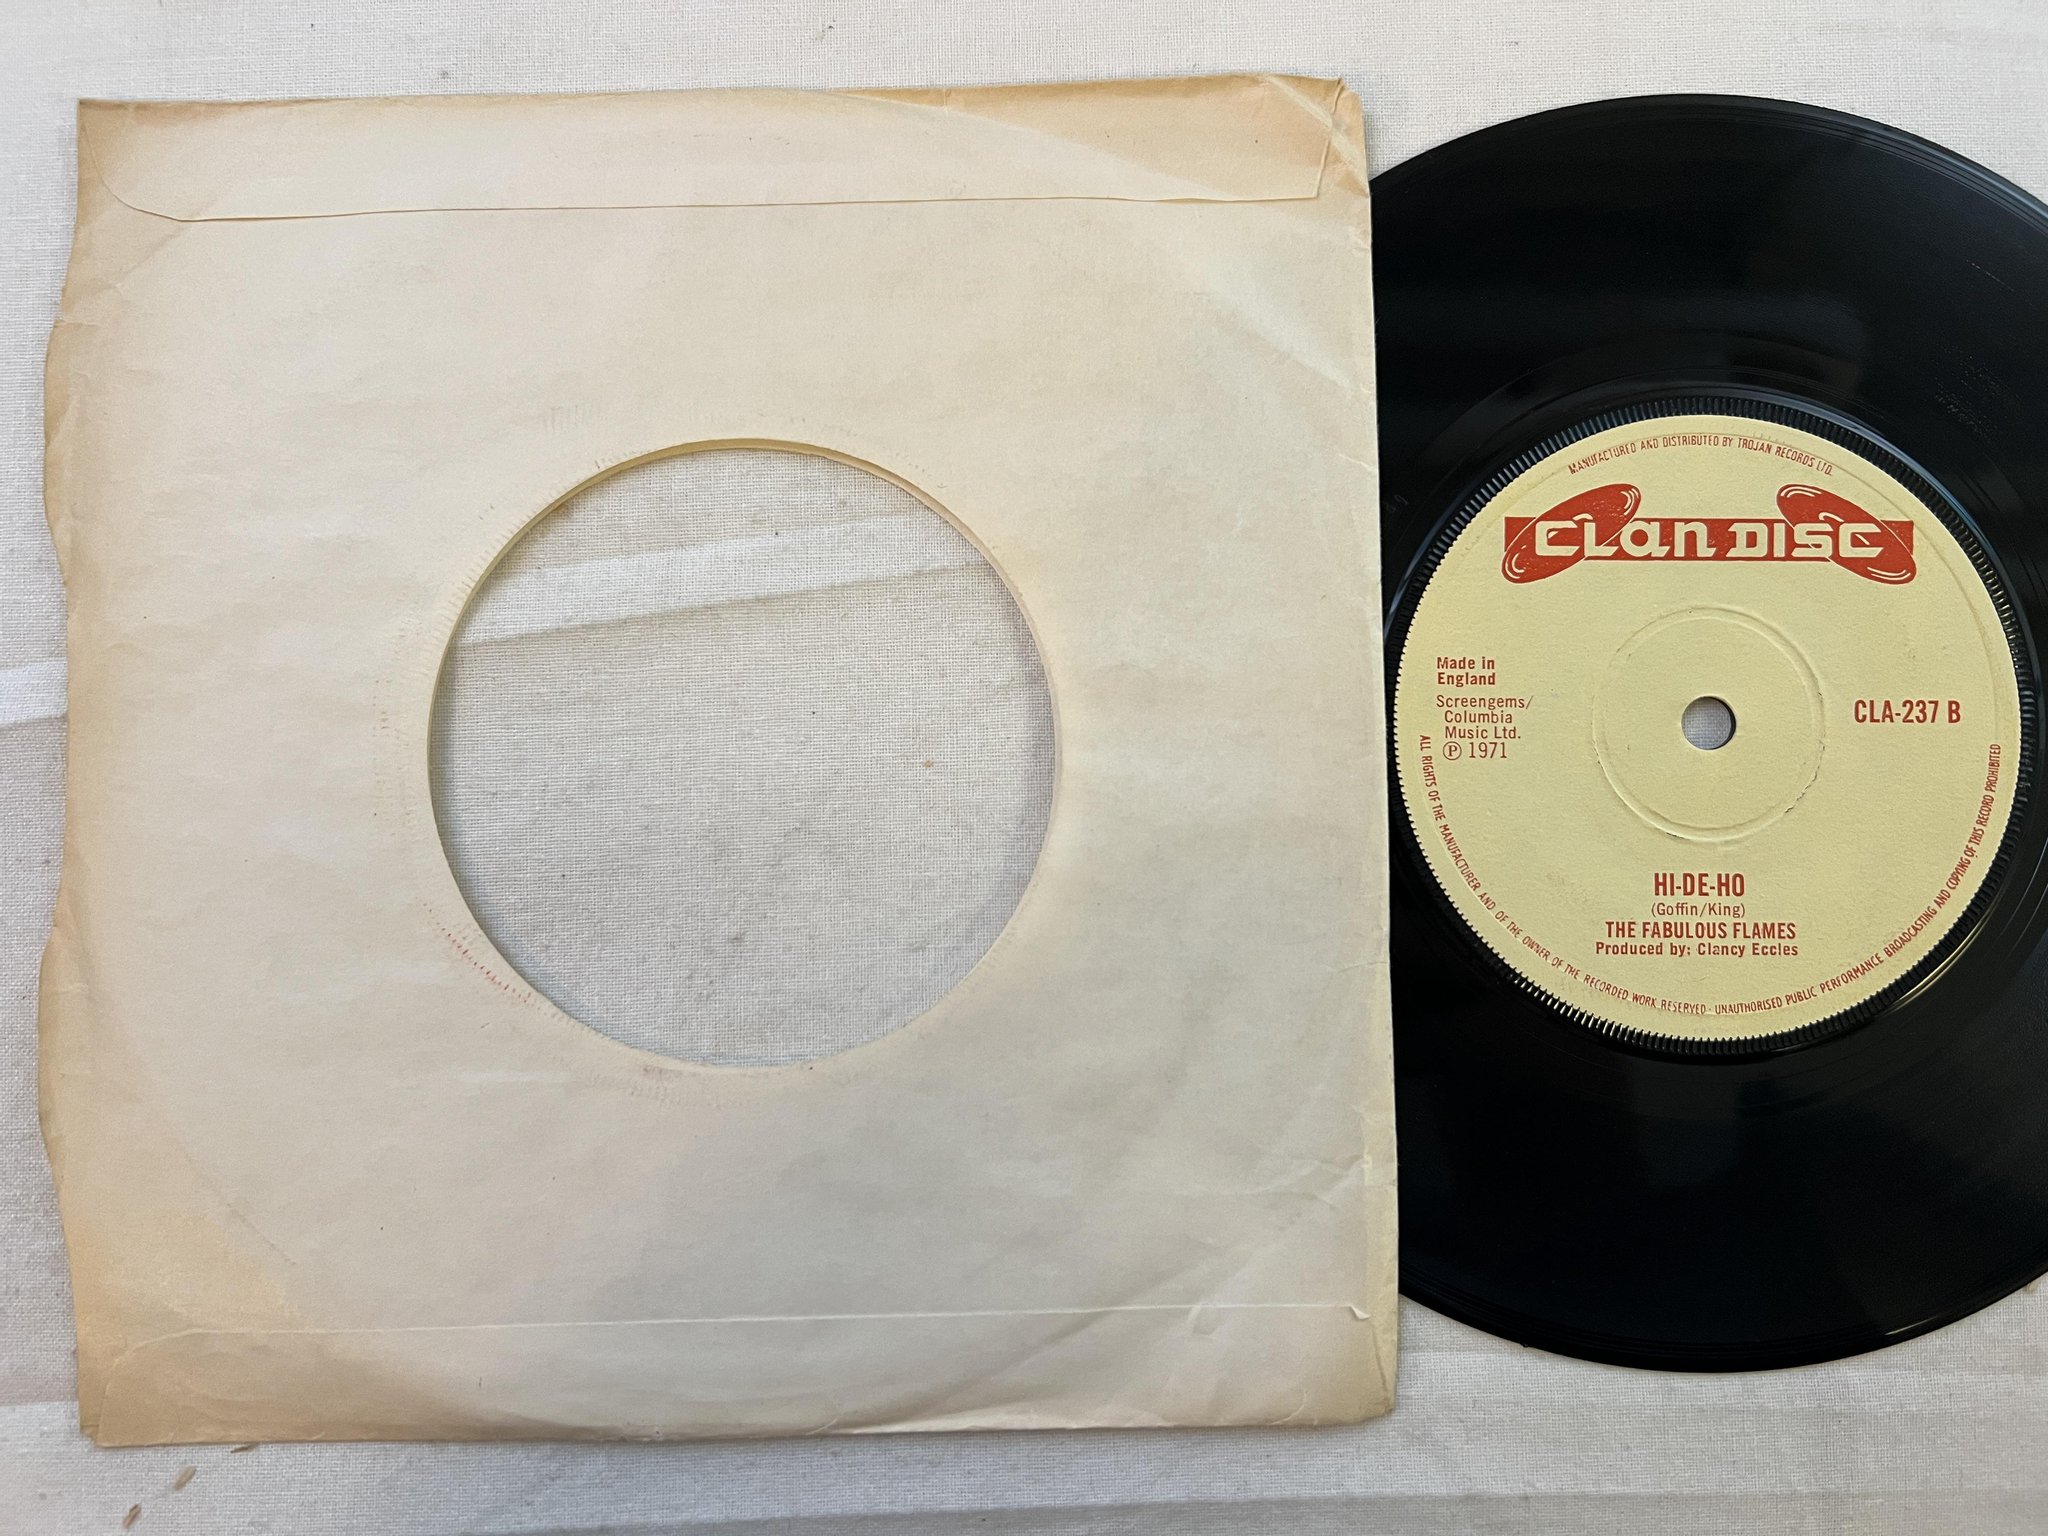 MANUFACTURED AND DISTRIBUTED BY TROJAN RECORDS LTD.
CLANDISC
Made in
England
Screengems/
Columbia
Music Ltd.
℗ 1971
CLA-237 B
HI-DE-HO
(Goffin/King)
THE FABULOUS FLAMES
Produced by: Clancy Eccles
ALL RIGHTS OF THE MANUFACTURER AND OF THE OWNER OF THE RECORDED WORK RESERVED · UNAUTHORISED PUBLIC PERFORMANCE BROADCASTING AND COPYING OF THIS RECORD PROHIBITED